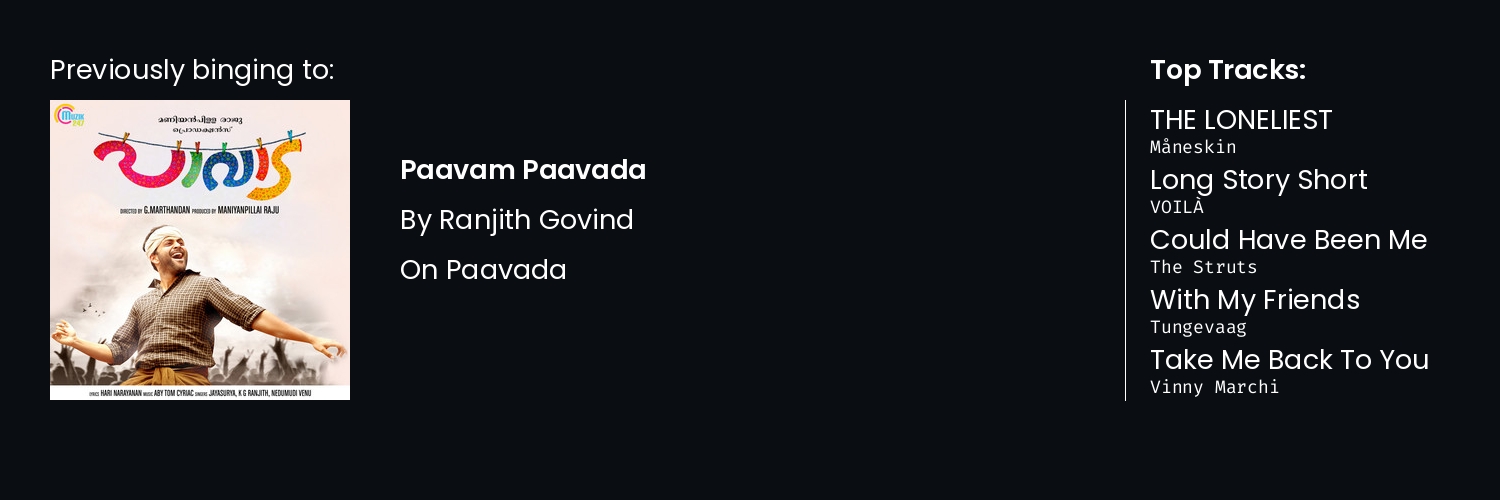 Previously binging to:
Muzik
247
മണിയൻപിള്ള രാജു
പ്രൊഡക്ഷൻസ്
പാവാട
DIRECTED BY G.MARTHANDAN PRODUCED BY MANIYANPILLAI RAJU
LYRICS HARI NARAYANAN MUSIC ABY TOM CYRIAC SINGERS JAYASURYA, K G RANJITH, NEDUMUDI VENU
Paavam Paavada
By Ranjith Govind
On Paavada
Top Tracks:
THE LONELIEST
Måneskin
Long Story Short
VOILÀ
Could Have Been Me
The Struts
With My Friends
Tungevaag
Take Me Back To You
Vinny Marchi